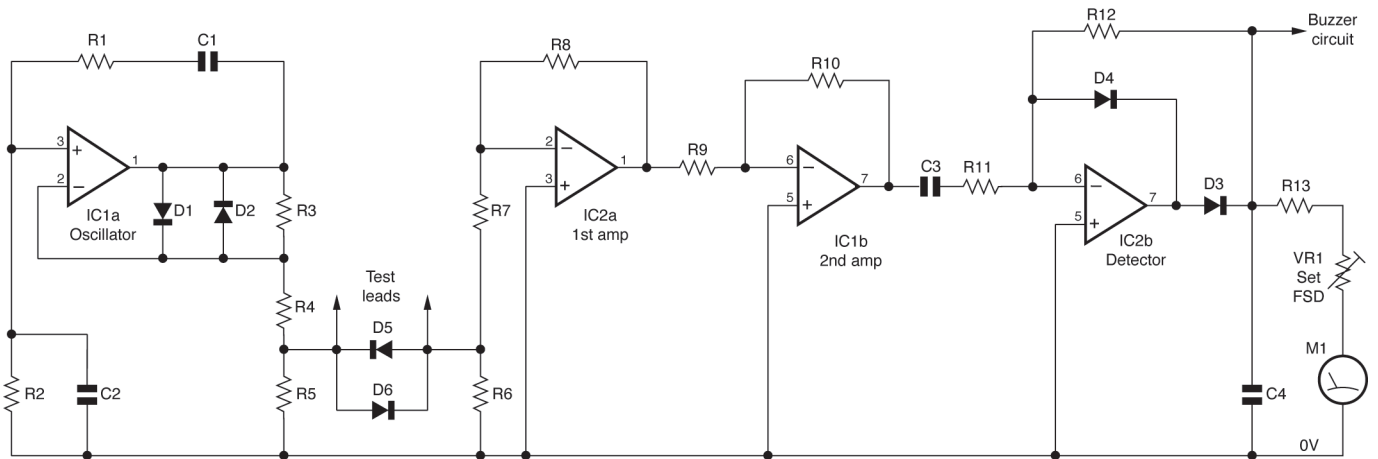 R1
C1
3
+
2
−
1
IC1a
Oscillator
D1
D2
R3
R4
R2
C2
R5
Test
leads
D5
D6
R8
2
−
3
+
1
IC2a
1st amp
R7
R6
R9
R10
6
−
5
+
7
IC1b
2nd amp
C3
R11
R12
D4
6
−
5
+
7
IC2b
Detector
D3
Buzzer
circuit
R13
VR1
Set
FSD
M1
C4
0V